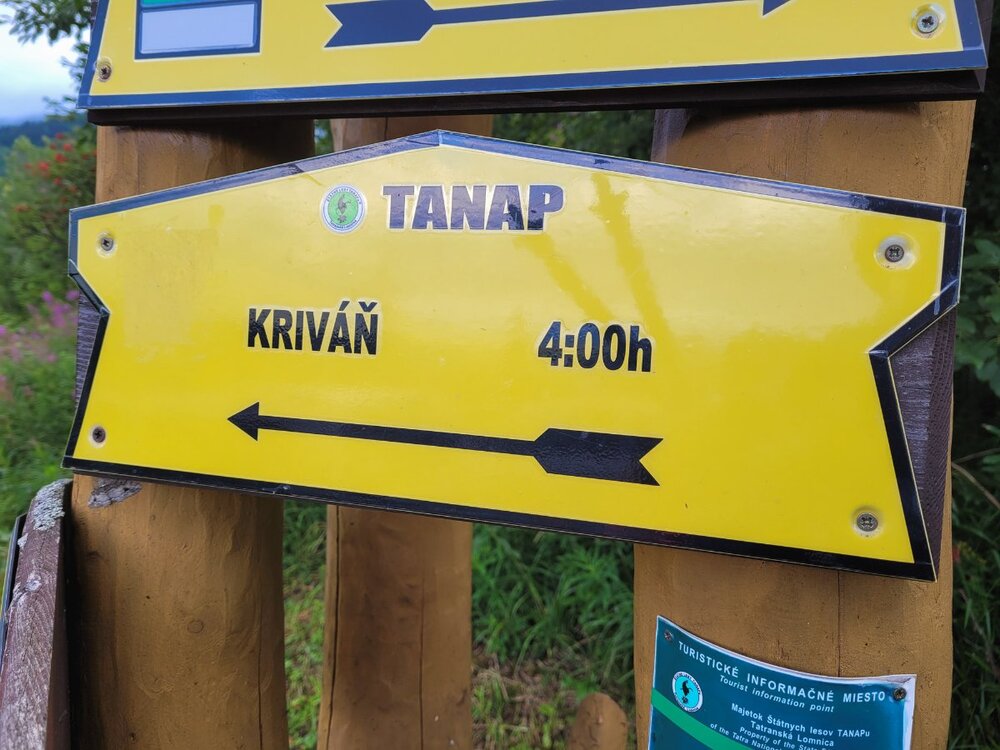 TANAP
KRIVÁŇ 4:00h
TURISTICKÉ INFORMAČNÉ MIESTO
Tourist information point
Majetok Štátnych lesov TANAPu
Tatranská Lomnica
Property of the State
of the Tatra National